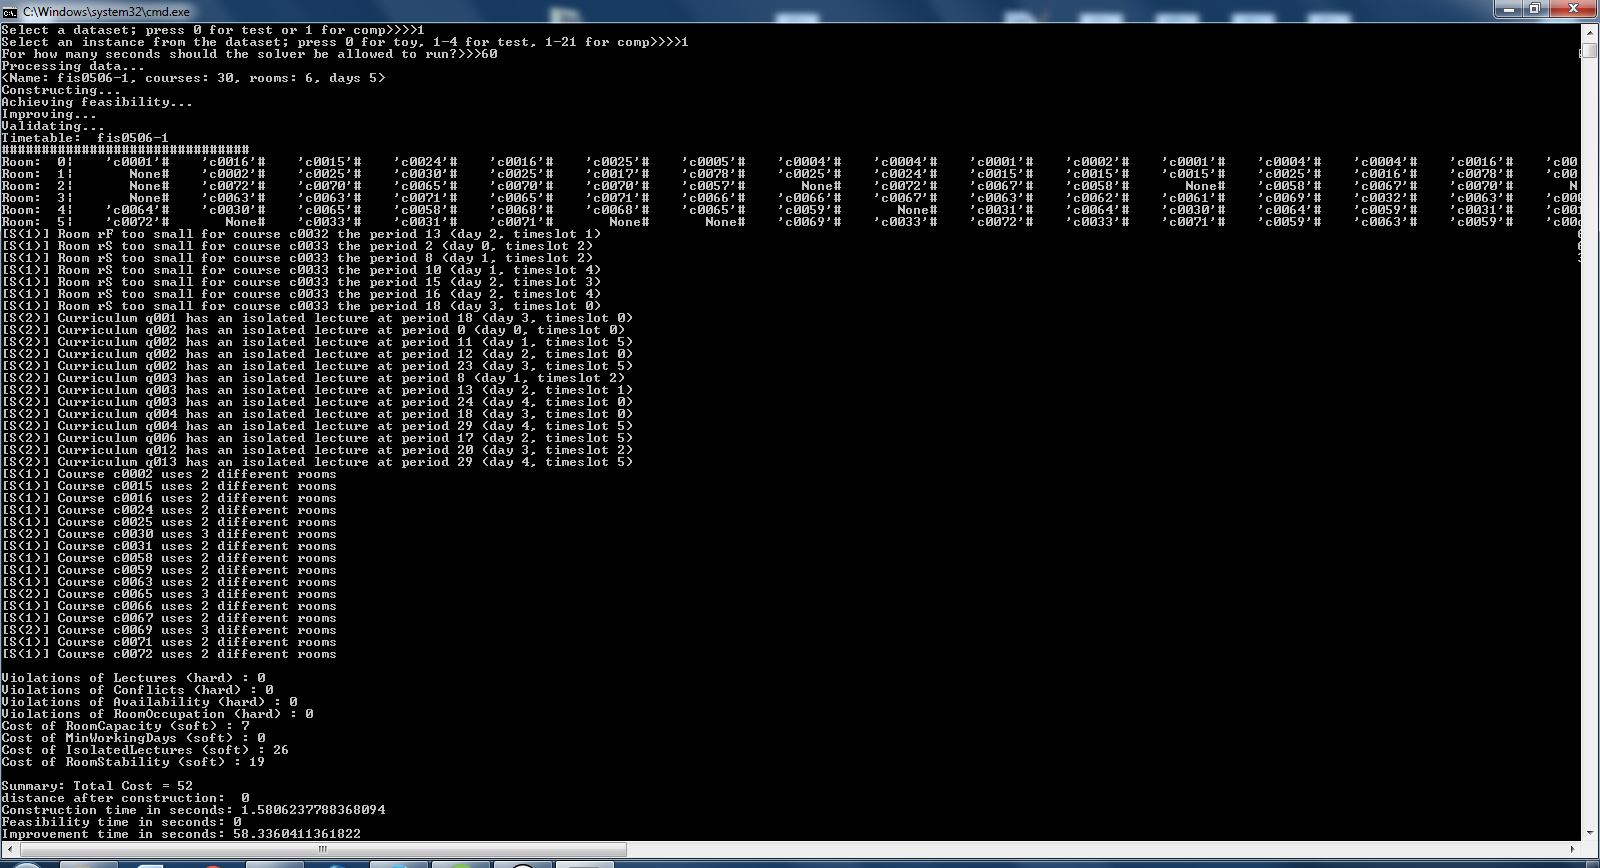 C:\Windows\system32\cmd.exe
Select a dataset; press 0 for test or 1 for comp>>>>1
Select an instance from the dataset; press 0 for toy, 1-4 for test, 1-21 for comp>>>>1
For how many seconds should the solver be allowed to run?>>>>60
Processing data...
<Name: fis0506-1, courses: 30, rooms: 6, days 5>
Constructing...
Achieving feasibility...
Improving...
Validating...
Timetable:  fis0506-1
###############################
Room:  0¦    'c0001'#    'c0016'#    'c0015'#    'c0024'#    'c0016'#    'c0025'#    'c0005'#    'c0004'#    'c0004'#    'c0001'#    'c0002'#    'c0001'#    'c0004'#    'c0004'#    'c0016'#    'c00
Room:  1¦       None#    'c0002'#    'c0025'#    'c0030'#    'c0025'#    'c0017'#    'c0078'#    'c0025'#    'c0024'#    'c0015'#    'c0015'#    'c0015'#    'c0025'#    'c0016'#    'c0078'#    'c00
Room:  2¦       None#    'c0072'#    'c0070'#    'c0065'#    'c0070'#    'c0070'#    'c0057'#       None#    'c0072'#    'c0067'#    'c0058'#       None#    'c0058'#    'c0067'#    'c0070'#       N
Room:  3¦       None#    'c0063'#    'c0063'#    'c0071'#    'c0065'#    'c0071'#    'c0066'#    'c0066'#    'c0067'#    'c0063'#    'c0062'#    'c0061'#    'c0069'#    'c0032'#    'c0063'#    'c00
Room:  4¦    'c0064'#    'c0030'#    'c0065'#    'c0058'#    'c0068'#    'c0068'#    'c0065'#    'c0059'#       None#    'c0031'#    'c0064'#    'c0030'#    'c0064'#    'c0059'#    'c0031'#    'c00
Room:  5¦    'c0072'#       None#    'c0033'#    'c0031'#    'c0071'#       None#       None#    'c0069'#    'c0033'#    'c0072'#    'c0033'#    'c0071'#    'c0059'#    'c0063'#    'c0059'#    'c00
[S(1)] Room rF too small for course c0032 the period 13 (day 2, timeslot 1)
[S(1)] Room rS too small for course c0033 the period 2 (day 0, timeslot 2)
[S(1)] Room rS too small for course c0033 the period 8 (day 1, timeslot 2)
[S(1)] Room rS too small for course c0033 the period 10 (day 1, timeslot 4)
[S(1)] Room rS too small for course c0033 the period 15 (day 2, timeslot 3)
[S(1)] Room rS too small for course c0033 the period 16 (day 2, timeslot 4)
[S(1)] Room rS too small for course c0033 the period 18 (day 3, timeslot 0)
[S(2)] Curriculum q001 has an isolated lecture at period 18 (day 3, timeslot 0)
[S(2)] Curriculum q002 has an isolated lecture at period 0 (day 0, timeslot 0)
[S(2)] Curriculum q002 has an isolated lecture at period 11 (day 1, timeslot 5)
[S(2)] Curriculum q002 has an isolated lecture at period 12 (day 2, timeslot 0)
[S(2)] Curriculum q002 has an isolated lecture at period 23 (day 3, timeslot 5)
[S(2)] Curriculum q003 has an isolated lecture at period 8 (day 1, timeslot 2)
[S(2)] Curriculum q003 has an isolated lecture at period 13 (day 2, timeslot 1)
[S(2)] Curriculum q003 has an isolated lecture at period 24 (day 4, timeslot 0)
[S(2)] Curriculum q004 has an isolated lecture at period 18 (day 3, timeslot 0)
[S(2)] Curriculum q004 has an isolated lecture at period 29 (day 4, timeslot 5)
[S(2)] Curriculum q006 has an isolated lecture at period 17 (day 2, timeslot 5)
[S(2)] Curriculum q012 has an isolated lecture at period 20 (day 3, timeslot 2)
[S(2)] Curriculum q013 has an isolated lecture at period 29 (day 4, timeslot 5)
[S(1)] Course c0002 uses 2 different rooms
[S(1)] Course c0015 uses 2 different rooms
[S(1)] Course c0016 uses 2 different rooms
[S(1)] Course c0024 uses 2 different rooms
[S(1)] Course c0025 uses 2 different rooms
[S(2)] Course c0030 uses 3 different rooms
[S(1)] Course c0031 uses 2 different rooms
[S(1)] Course c0058 uses 2 different rooms
[S(1)] Course c0059 uses 2 different rooms
[S(1)] Course c0063 uses 2 different rooms
[S(2)] Course c0065 uses 3 different rooms
[S(1)] Course c0066 uses 2 different rooms
[S(1)] Course c0067 uses 2 different rooms
[S(2)] Course c0069 uses 3 different rooms
[S(1)] Course c0071 uses 2 different rooms
[S(1)] Course c0072 uses 2 different rooms
Violations of Lectures (hard) : 0
Violations of Conflicts (hard) : 0
Violations of Availability (hard) : 0
Violations of RoomOccupation (hard) : 0
Cost of RoomCapacity (soft) : 7
Cost of MinWorkingDays (soft) : 0
Cost of IsolatedLectures (soft) : 26
Cost of RoomStability (soft) : 19
Summary: Total Cost = 52
distance after construction:  0
Construction time in seconds: 1.5806237788368094
Feasibility time in seconds: 0
Improvement time in seconds: 58.3360411361822